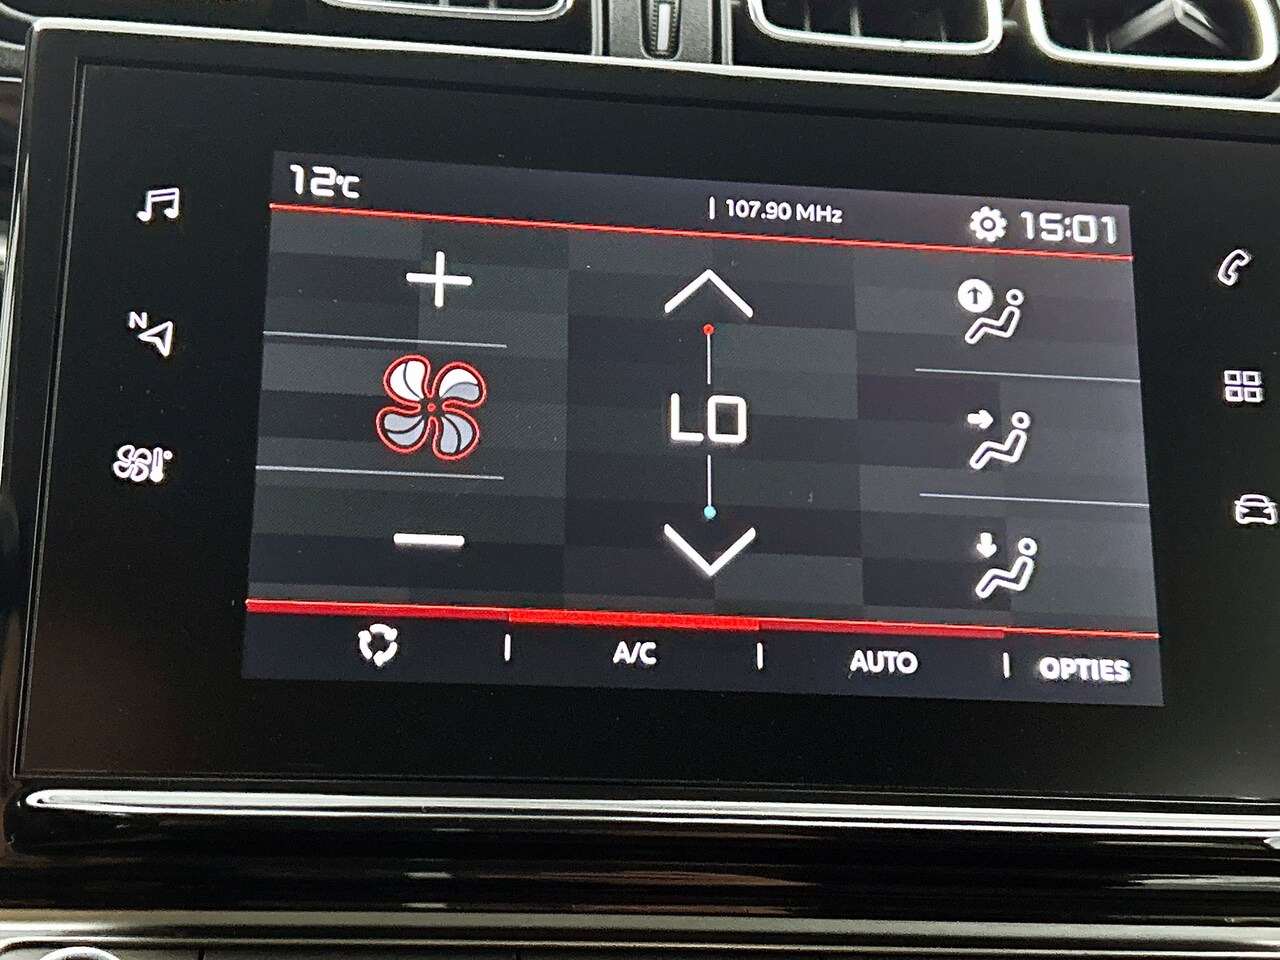 12°C
| 107.90 MHz
15:01
N
LO
A/C
AUTO
OPTIES